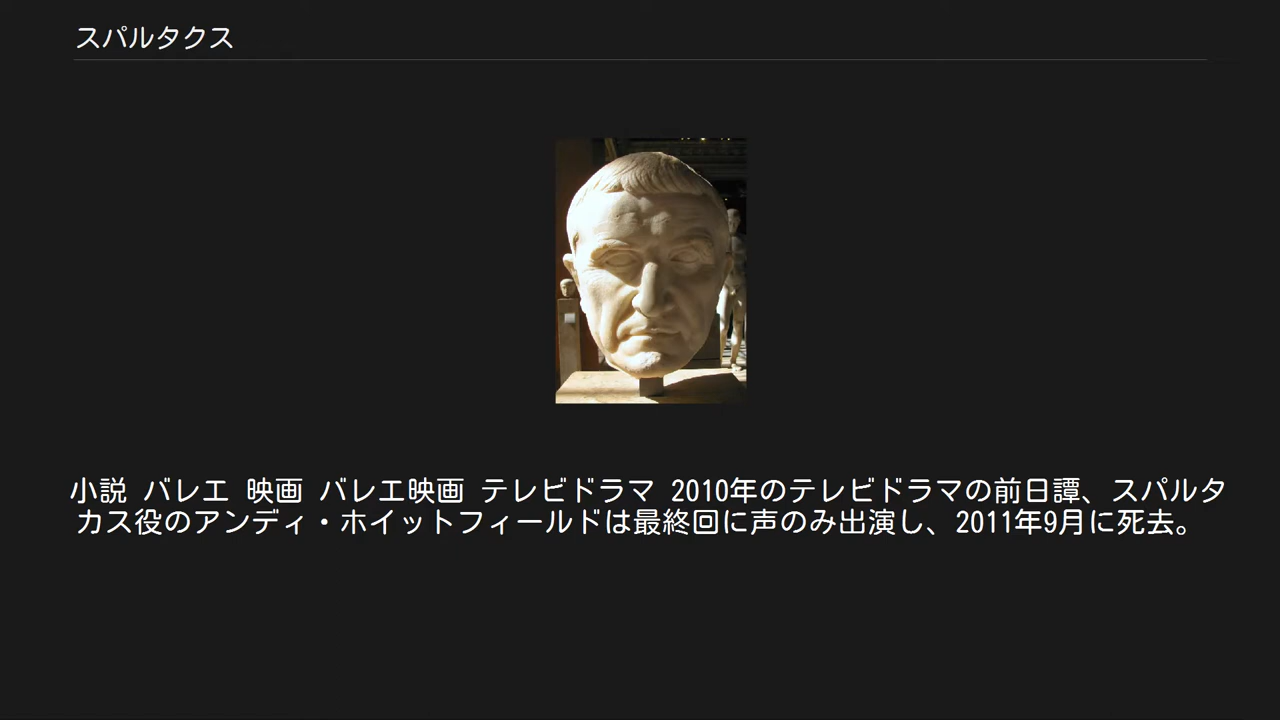 スパルタクス
小説 バレエ 映画 バレエ映画 テレビドラマ 2010年のテレビドラマの前日譚、スパルタ
カス役のアンディ・ホイットフィールドは最終回に声のみ出演し、2011年9月に死去。